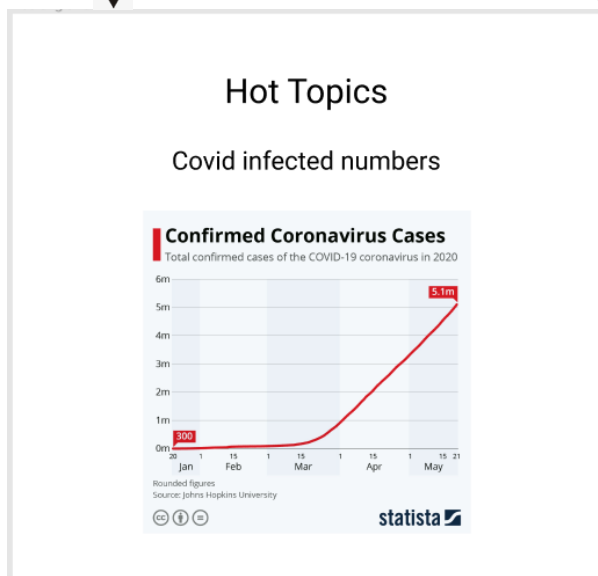 Hot Topics
Covid infected numbers
Confirmed Coronavirus Cases
Total confirmed cases of the COVID-19 coronavirus in 2020
6m
5.1m
5m
4m
3m
2m
1m
300
0m
20 1 15 1 15 1 15 1 15 21
Jan Feb Mar Apr May
Rounded figures
Source: Johns Hopkins University
cc
statista